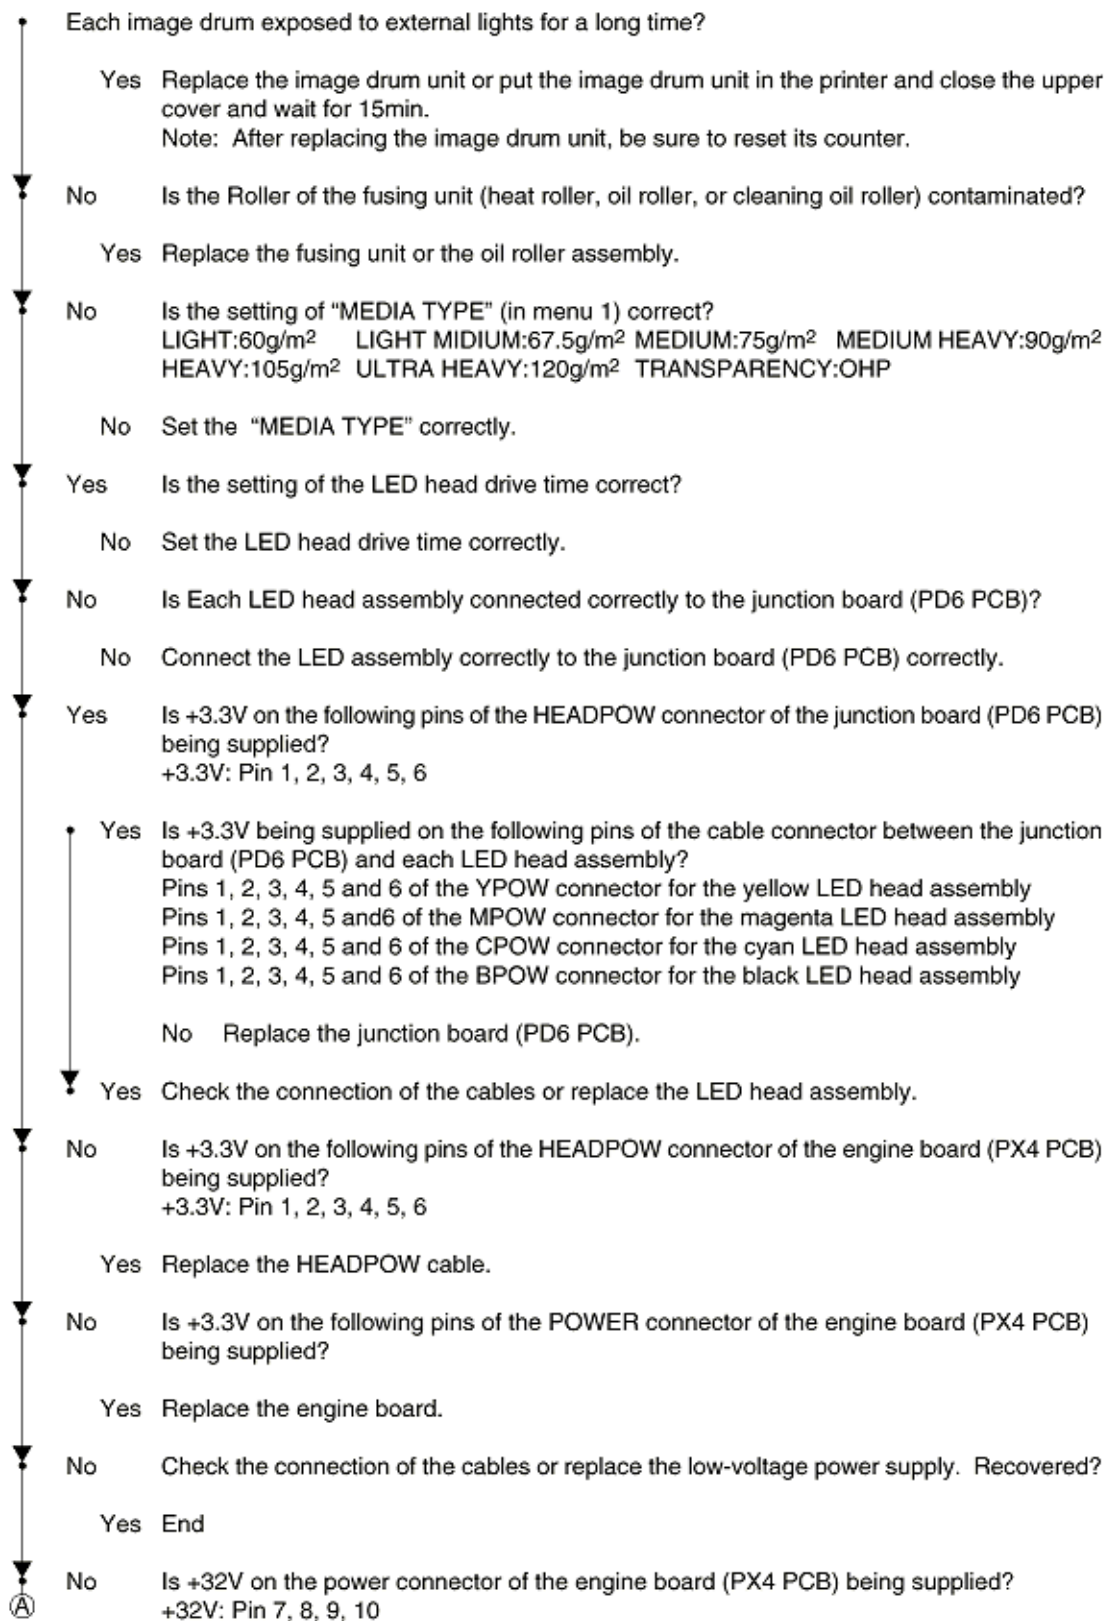 Each image drum exposed to external lights for a long time?
Yes Replace the image drum unit or put the image drum unit in the printer and close the upper
cover and wait for 15min.
Note: After replacing the image drum unit, be sure to reset its counter.
No Is the Roller of the fusing unit (heat roller, oil roller, or cleaning oil roller) contaminated?
Yes Replace the fusing unit or the oil roller assembly.
No Is the setting of “MEDIA TYPE” (in menu 1) correct?
LIGHT:60g/m2 LIGHT MIDIUM:67.5g/m2 MEDIUM:75g/m2 MEDIUM HEAVY:90g/m2
HEAVY:105g/m2 ULTRA HEAVY:120g/m2 TRANSPARENCY:OHP
No Set the “MEDIA TYPE” correctly.
Yes Is the setting of the LED head drive time correct?
No Set the LED head drive time correctly.
No Is Each LED head assembly connected correctly to the junction board (PD6 PCB)?
No Connect the LED assembly correctly to the junction board (PD6 PCB) correctly.
Yes Is +3.3V on the following pins of the HEADPOW connector of the junction board (PD6 PCB)
being supplied?
+3.3V: Pin 1, 2, 3, 4, 5, 6
Yes Is +3.3V being supplied on the following pins of the cable connector between the junction
board (PD6 PCB) and each LED head assembly?
Pins 1, 2, 3, 4, 5 and 6 of the YPOW connector for the yellow LED head assembly
Pins 1, 2, 3, 4, 5 and6 of the MPOW connector for the magenta LED head assembly
Pins 1, 2, 3, 4, 5 and 6 of the CPOW connector for the cyan LED head assembly
Pins 1, 2, 3, 4, 5 and 6 of the BPOW connector for the black LED head assembly
No Replace the junction board (PD6 PCB).
Yes Check the connection of the cables or replace the LED head assembly.
No Is +3.3V on the following pins of the HEADPOW connector of the engine board (PX4 PCB)
being supplied?
+3.3V: Pin 1, 2, 3, 4, 5, 6
Yes Replace the HEADPOW cable.
No Is +3.3V on the following pins of the POWER connector of the engine board (PX4 PCB)
being supplied?
Yes Replace the engine board.
No Check the connection of the cables or replace the low-voltage power supply. Recovered?
Yes End
No Is +32V on the power connector of the engine board (PX4 PCB) being supplied?
Ⓐ +32V: Pin 7, 8, 9, 10